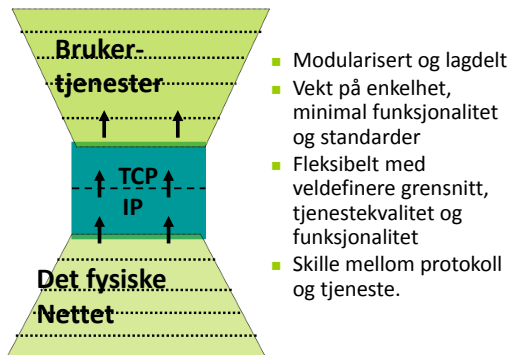 Bruker-
tjenester
TCP
IP
Det fysiske
Nettet
Modularisert og lagdelt
Vekt på enkelhet,
minimal funksjonalitet
og standarder
Fleksibelt med
veldefinere grensnitt,
tjenestekvalitet og
funksjonalitet
Skille mellom protokoll
og tjeneste.